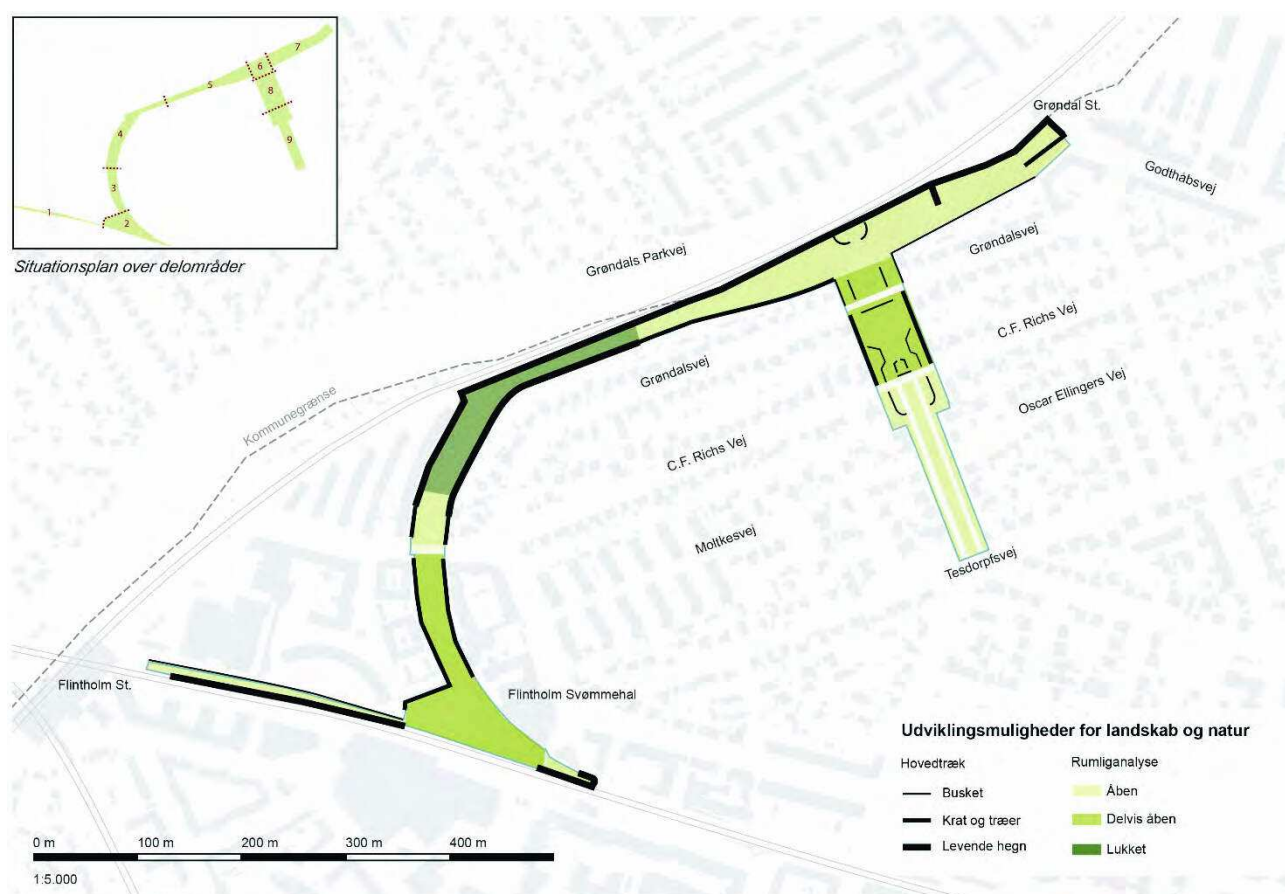 1
2
3
4
5
6
7
8
9
Situationsplan over delområder
Grøndal St.
Godthåbsvej
Grøndals Parkvej
Grøndalsvej
C.F. Richs Vej
Oscar Ellingers Vej
Kommunegrænse
Grøndalsvej
C.F. Richs Vej
Moltkesvej
Tesdorpfsvej
Flintholm St.
Flintholm Svømmehal
Udviklingsmuligheder for landskab og natur
Hovedtræk
Rumliganalyse
Busket
Åben
Krat og træer
Delvis åben
Levende hegn
Lukket
0 m 100 m 200 m 300 m 400 m
1:5.000